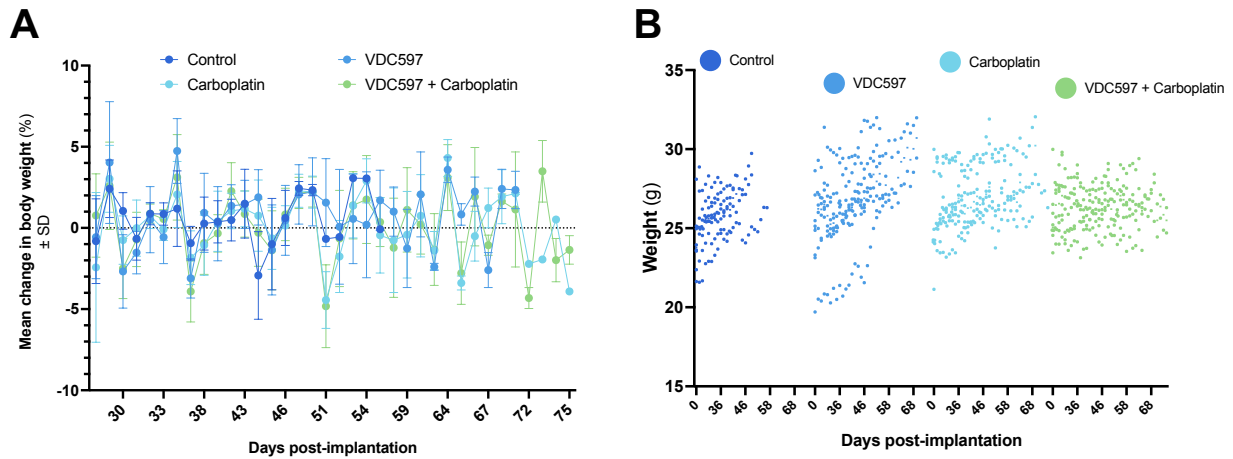 A
Control
VDC597
Carboplatin
VDC597 + Carboplatin
Mean change in body weight (%)
± SD
10
5
0
-5
-10
30 33 38 43 46 51 54 59 64 67 72 75
Days post-implantation
B
Control
VDC597
Carboplatin
VDC597 + Carboplatin
Weight (g)
35
30
25
20
15
0 36 46 58 68 0 36 46 58 68 0 36 46 58 68 0 36 46 58 68
Days post-implantation